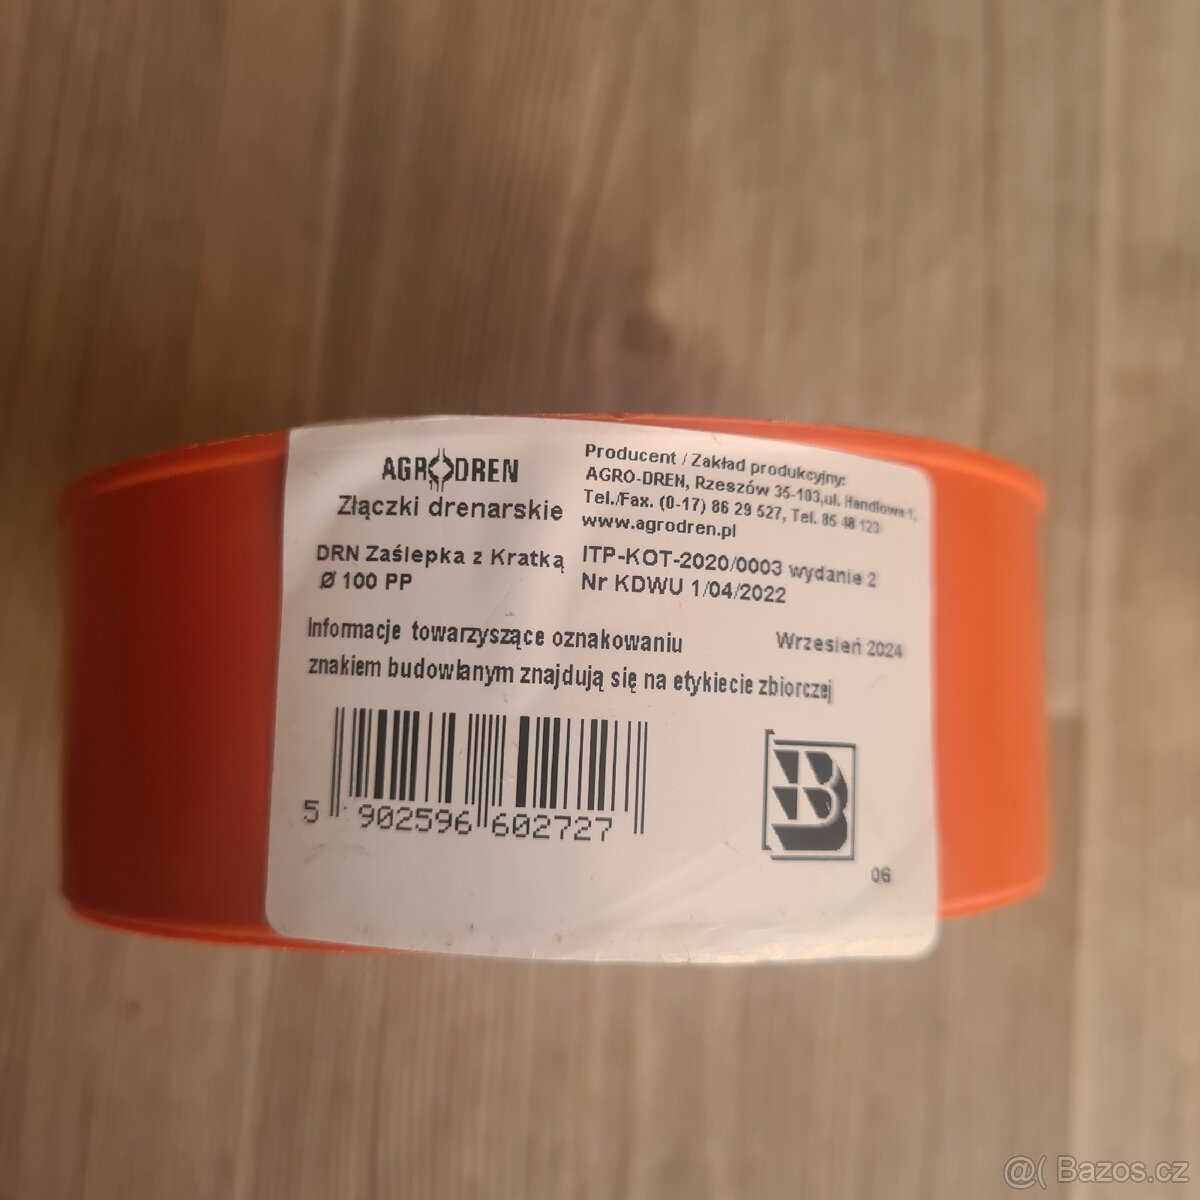 AGRODREN
Złączki drenarskie
DRN Zaślepka z Kratką
Ø 100 PP
Producent / Zakład produkcyjny:
AGRO-DREN, Rzeszów 35-103,ul. Handlowa 1,
Tel./Fax. (0-17) 86 29 527, Tel. 85 48 123
www.agrodren.pl
ITP-KOT-2020/0003 wydanie 2
Nr KDWU 1/04/2022
Informacje towarzyszące oznakowaniu
znakiem budowlanym znajdują się na etykiecie zbiorczej
Wrzesień 2024
5 902596 602727
B
06
@( Bazos.cz